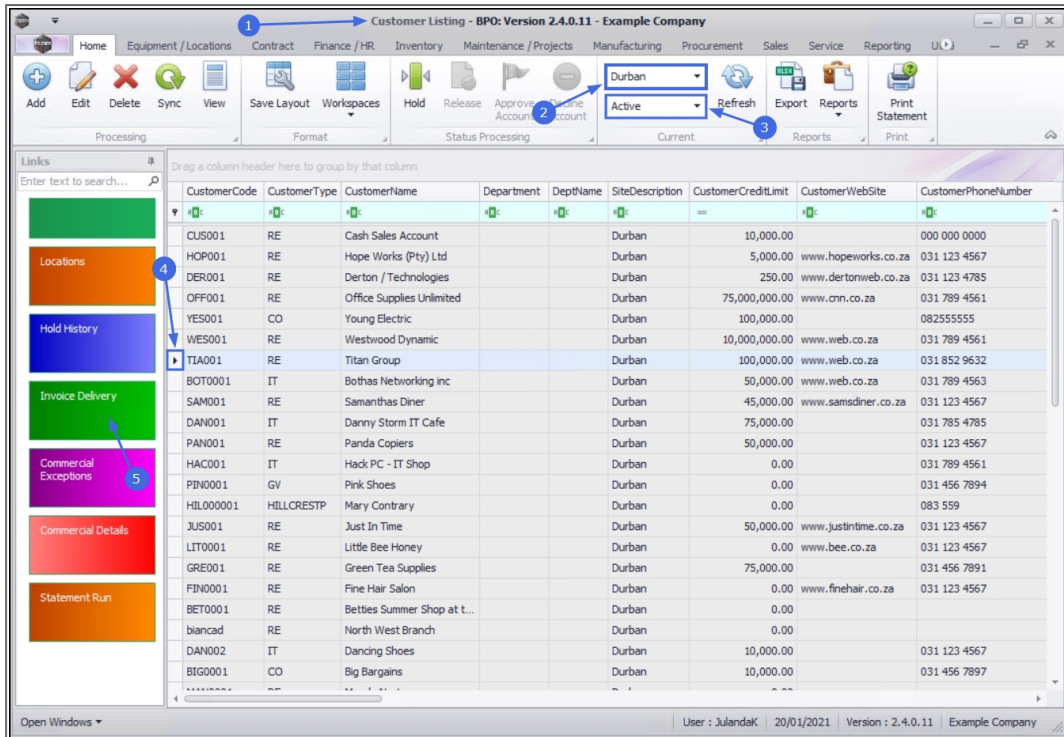 1
Customer Listing - BPO: Version 2.4.0.11 - Example Company
Home Equipment / Locations Contract Finance / HR Inventory Maintenance / Projects Manufacturing Procurement Sales Service Reporting
Add Edit Delete Sync View Save Layout Workspaces Hold Release Approve Account Decline Account
Durban
Active
2
3
Refresh Export Reports Print Statement
Processing Format Status Processing Current Reports Print
Links
Enter text to search...
Locations
Hold History
Invoice Delivery
Commercial Exceptions
Commercial Details
Statement Run
4
5
Drag a column header here to group by that column
CustomerCode CustomerType CustomerName Department DeptName SiteDescription CustomerCreditLimit CustomerWebSite CustomerPhoneNumber
CUS001 RE Cash Sales Account Durban 10,000.00 000 000 0000
HOP001 RE Hope Works (Pty) Ltd Durban 5,000.00 www.hopeworks.co.za 031 123 4567
DER001 RE Derton / Technologies Durban 250.00 www.dertonweb.co.za 031 123 4785
OFF001 RE Office Supplies Unlimited Durban 75,000,000.00 www.cnn.co.za 031 789 4561
YES001 CO Young Electric Durban 100,000.00 082555555
WES001 RE Westwood Dynamic Durban 10,000,000.00 www.web.co.za 031 789 4561
TIA001 RE Titan Group Durban 100,000.00 www.web.co.za 031 852 9632
BOT0001 IT Bothas Networking inc Durban 50,000.00 www.web.co.za 031 789 4563
SAM001 RE Samanthas Diner Durban 45,000.00 www.samsdiner.co.za 031 123 4567
DAN001 IT Danny Storm IT Cafe Durban 75,000.00 031 785 4785
PAN001 RE Panda Copiers Durban 50,000.00 031 123 4567
HAC001 IT Hack PC - IT Shop Durban 0.00 031 789 4561
PIN0001 GV Pink Shoes Durban 0.00 031 456 7894
HIL000001 HILLCRESTP Mary Contrary Durban 0.00 083 559
JUS001 RE Just In Time Durban 50,000.00 www.justintime.co.za 031 123 4567
LIT0001 RE Little Bee Honey Durban 0.00 www.bee.co.za 031 123 4567
GRE001 RE Green Tea Supplies Durban 75,000.00 031 456 7891
FIN0001 RE Fine Hair Salon Durban 0.00 www.finehair.co.za 031 123 4567
BET0001 RE Betties Summer Shop at t... Durban 0.00
biancad RE North West Branch Durban 0.00
DAN002 IT Dancing Shoes Durban 10,000.00 031 123 4567
BIG0001 CO Big Bargains Durban 10,000.00 031 456 7897
Open Windows User : JulandaK 20/01/2021 Version : 2.4.0.11 Example Company